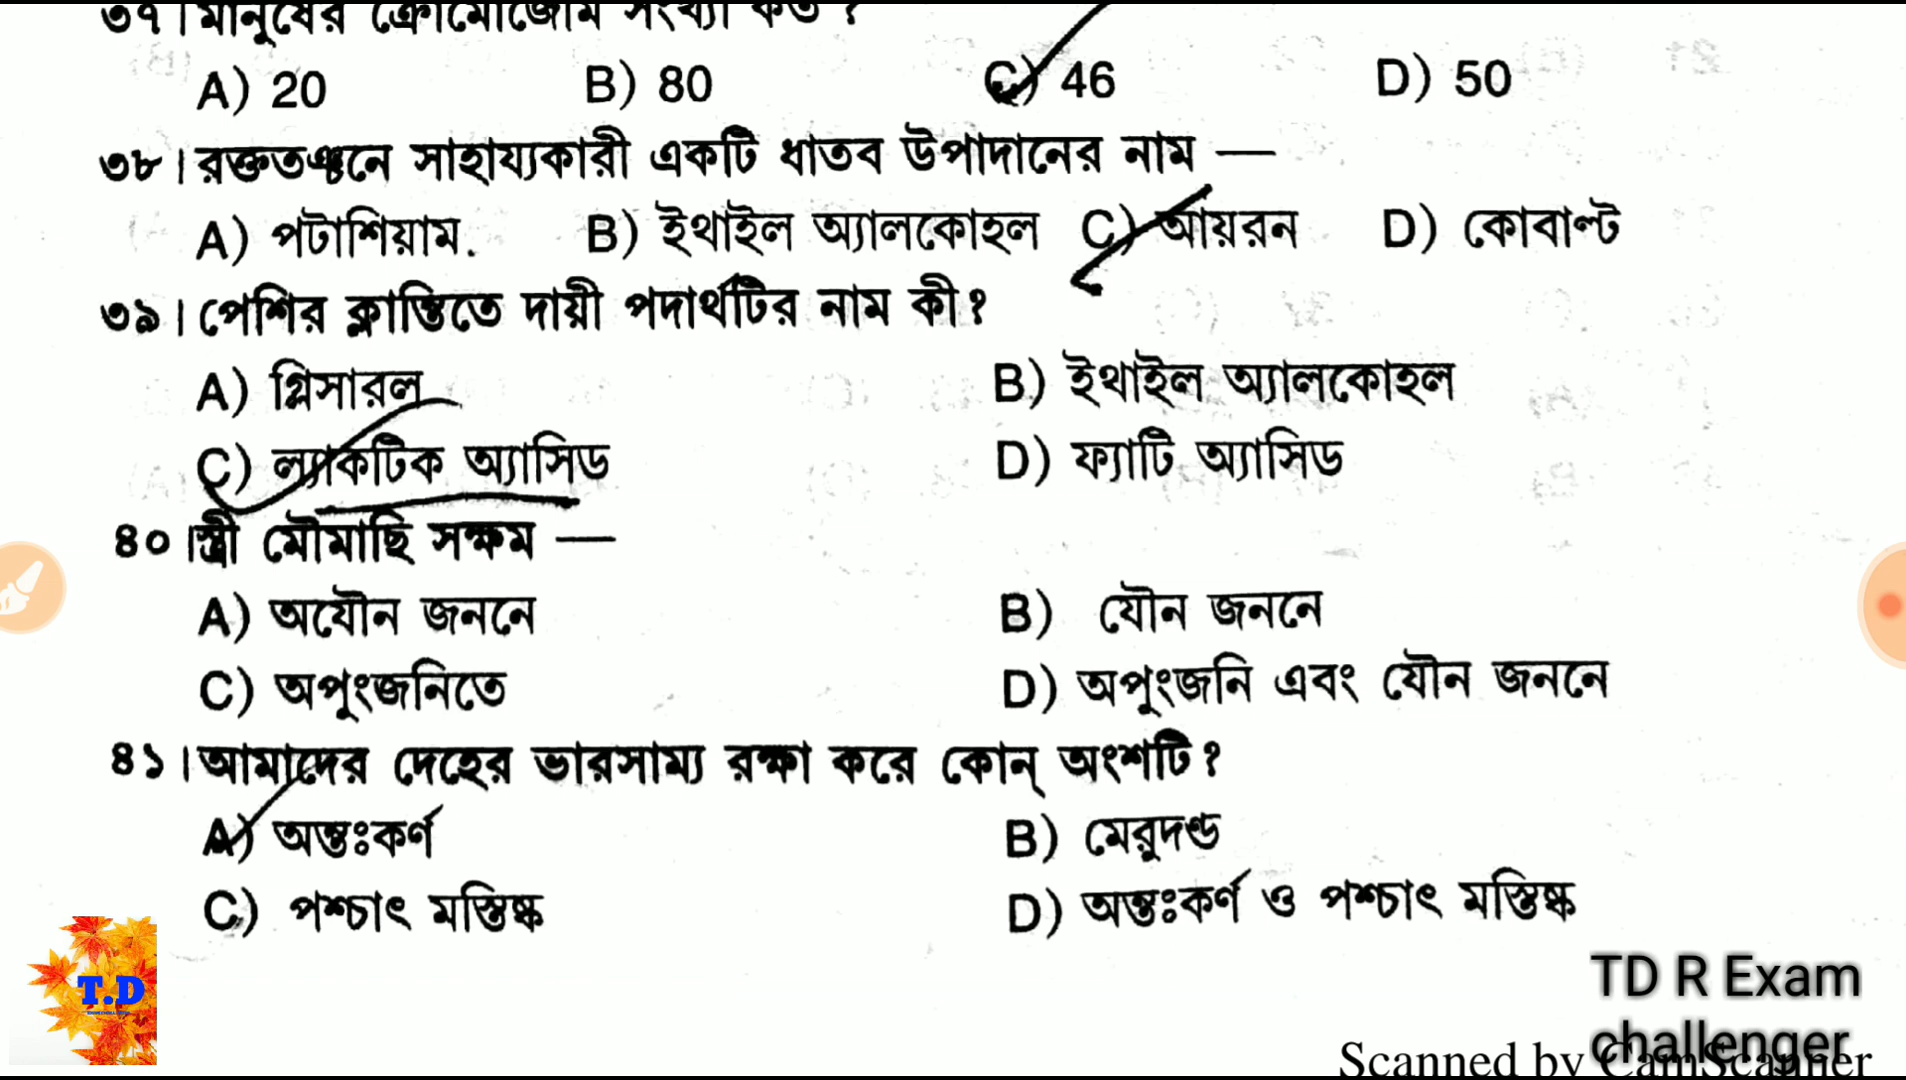 ৩৭। মানুষের ক্রোমোজোম সংখ্যা কত ?
A) 20 B) 80 C) 46 D) 50
৩৮। রক্ততঞ্চনে সাহায্যকারী একটি ধাতব উপাদানের নাম —
A) পটাশিয়াম. B) ইথাইল অ্যালকোহল C) আয়রন D) কোবাল্ট
৩৯। পেশির ক্লান্তিতে দায়ী পদার্থটির নাম কী?
A) গ্লিসারল B) ইথাইল অ্যালকোহল
C) ল্যাকটিক অ্যাসিড D) ফ্যাটি অ্যাসিড
৪০। স্ত্রী মৌমাছি সক্ষম —
A) অযৌন জননে B) যৌন জননে
C) অপুংজনিতে D) অপুংজনি এবং যৌন জননে
৪১। আমাদের দেহের ভারসাম্য রক্ষা করে কোন্ অংশটি?
A) অন্তঃকর্ণ B) মেরুদণ্ড
C) পশ্চাৎ মস্তিষ্ক D) অন্তঃকর্ণ ও পশ্চাৎ মস্তিষ্ক
T.D
TD R Exam
challenger
Scanned by CamScanner